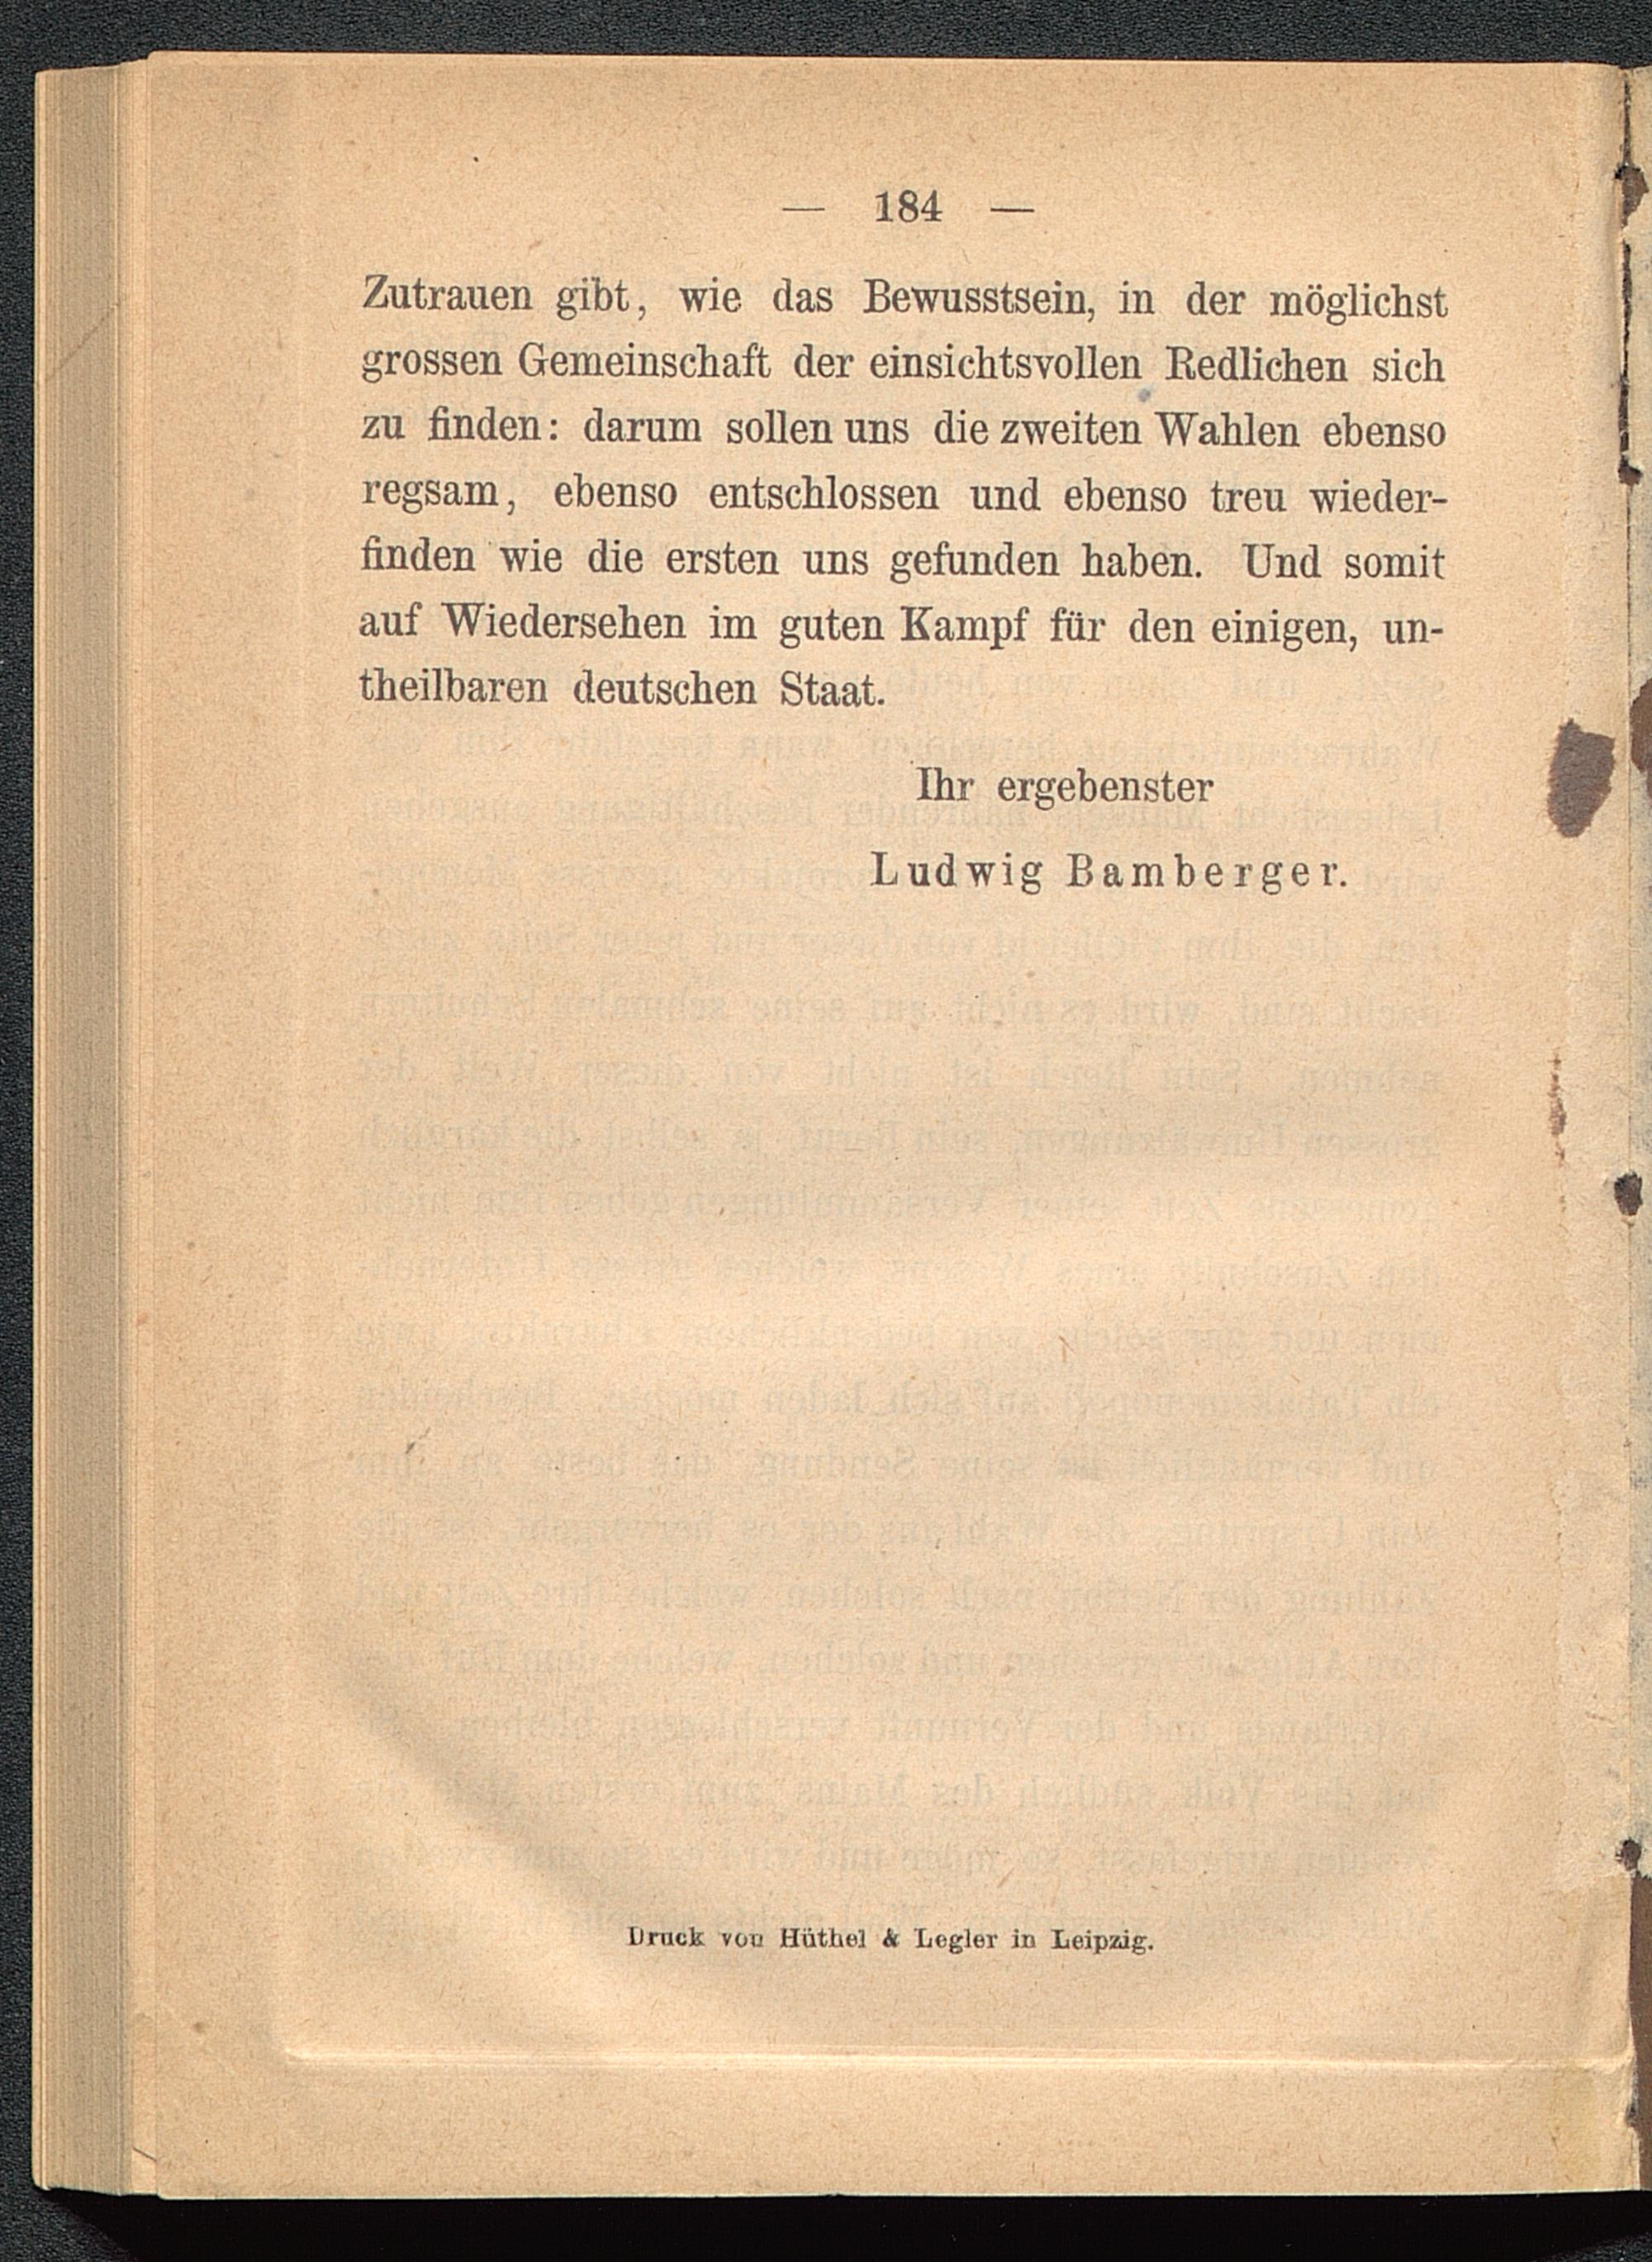 — 184 —
Zutrauen gibt, wie das Bewusstsein, in der möglichst
grossen Gemeinschaft der einsichtsvollen Redlichen sich
zu finden: darum sollen uns die zweiten Wahlen ebenso
regsam, ebenso entschlossen und ebenso treu wieder-
finden wie die ersten uns gefunden haben. Und somit
auf Wiedersehen im guten Kampf für den einigen, un-
theilbaren deutschen Staat.
Ihr ergebenster
Ludwig Bamberger.
Druck von Hüthel & Legler in Leipzig.